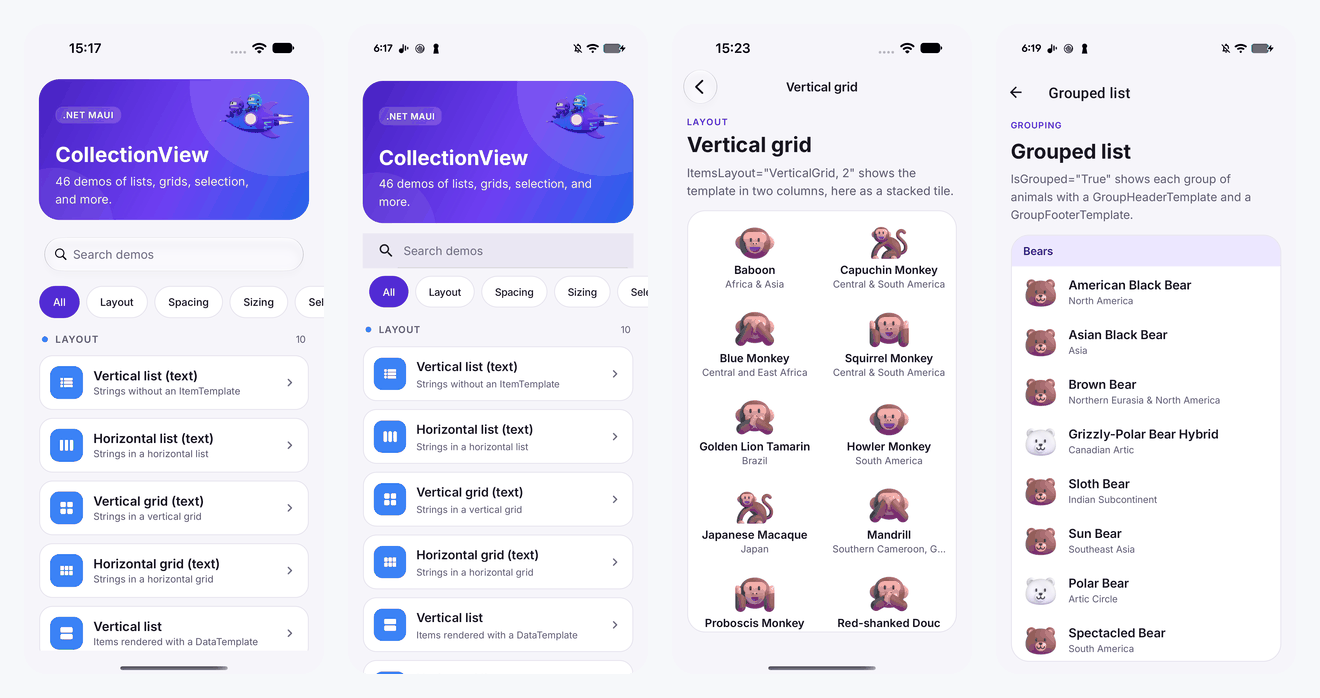 15:17
.NET MAUI
CollectionView
46 demos of lists, grids, selection,
and more.
Search demos
All
Layout
Spacing
Sizing
Sel
LAYOUT
10
Vertical list (text)
Strings without an ItemTemplate
Horizontal list (text)
Strings in a horizontal list
Vertical grid (text)
Strings in a vertical grid
Horizontal grid (text)
Strings in a horizontal grid
Vertical list
Items rendered with a DataTemplate
6:17
.NET MAUI
CollectionView
46 demos of lists, grids, selection, and
more.
Search demos
All
Layout
Spacing
Sizing
Sele
LAYOUT
10
Vertical list (text)
Strings without an ItemTemplate
Horizontal list (text)
Strings in a horizontal list
Vertical grid (text)
Strings in a vertical grid
Horizontal grid (text)
Strings in a horizontal grid
Vertical list
Items rendered with a DataTemplate
15:23
Vertical grid
LAYOUT
Vertical grid
ItemsLayout="VerticalGrid, 2" shows the
template in two columns, here as a stacked tile.
Baboon
Africa & Asia
Capuchin Monkey
Central & South America
Blue Monkey
Central and East Africa
Squirrel Monkey
Central & South America
Golden Lion Tamarin
Brazil
Howler Monkey
South America
Japanese Macaque
Japan
Mandrill
Southern Cameroon, G...
Proboscis Monkey
Red-shanked Douc
6:19
Grouped list
GROUPING
Grouped list
IsGrouped="True" shows each group of
animals with a GroupHeaderTemplate and a
GroupFooterTemplate.
Bears
American Black Bear
North America
Asian Black Bear
Asia
Brown Bear
Northern Eurasia & North America
Grizzly-Polar Bear Hybrid
Canadian Artic
Sloth Bear
Indian Subcontinent
Sun Bear
Southeast Asia
Polar Bear
Artic Circle
Spectacled Bear
South America